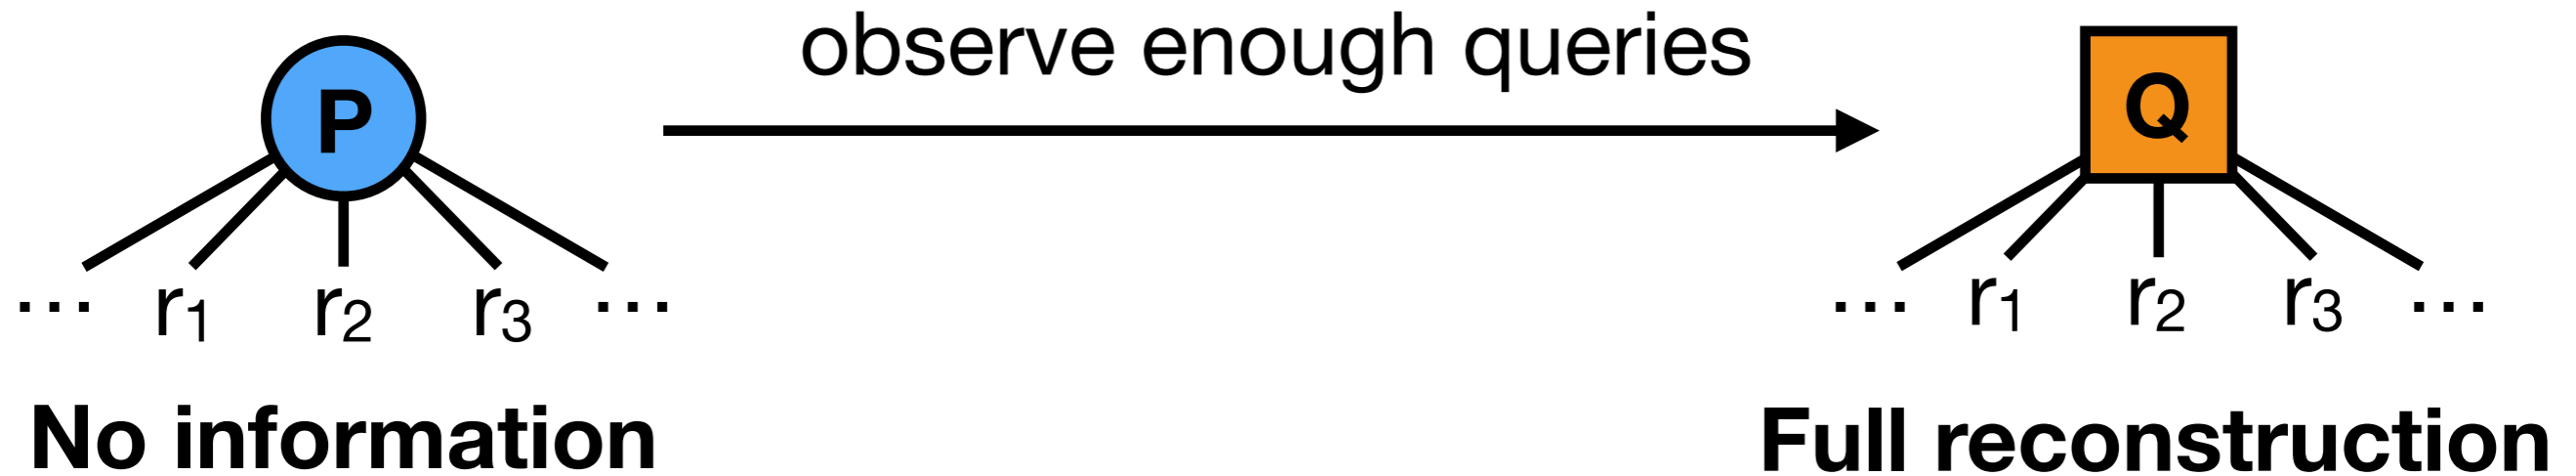 observe enough queries
P
Q
... r1 r2 r3 ...
... r1 r2 r3 ...
No information
Full reconstruction